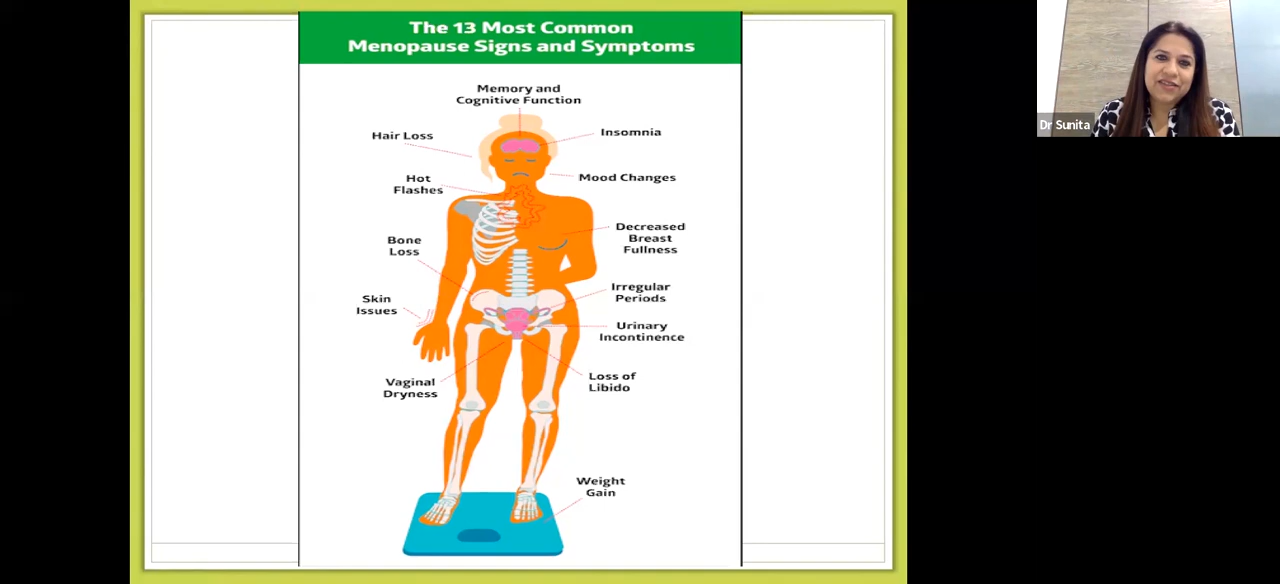 The 13 Most Common
Menopause Signs and Symptoms
Memory and
Cognitive Function
Hair Loss
Insomnia
Hot
Flashes
Mood Changes
Decreased
Breast
Fullness
Bone
Loss
Irregular
Periods
Skin
Issues
Urinary
Incontinence
Vaginal
Dryness
Loss of
Libido
Weight
Gain
Dr Sunita